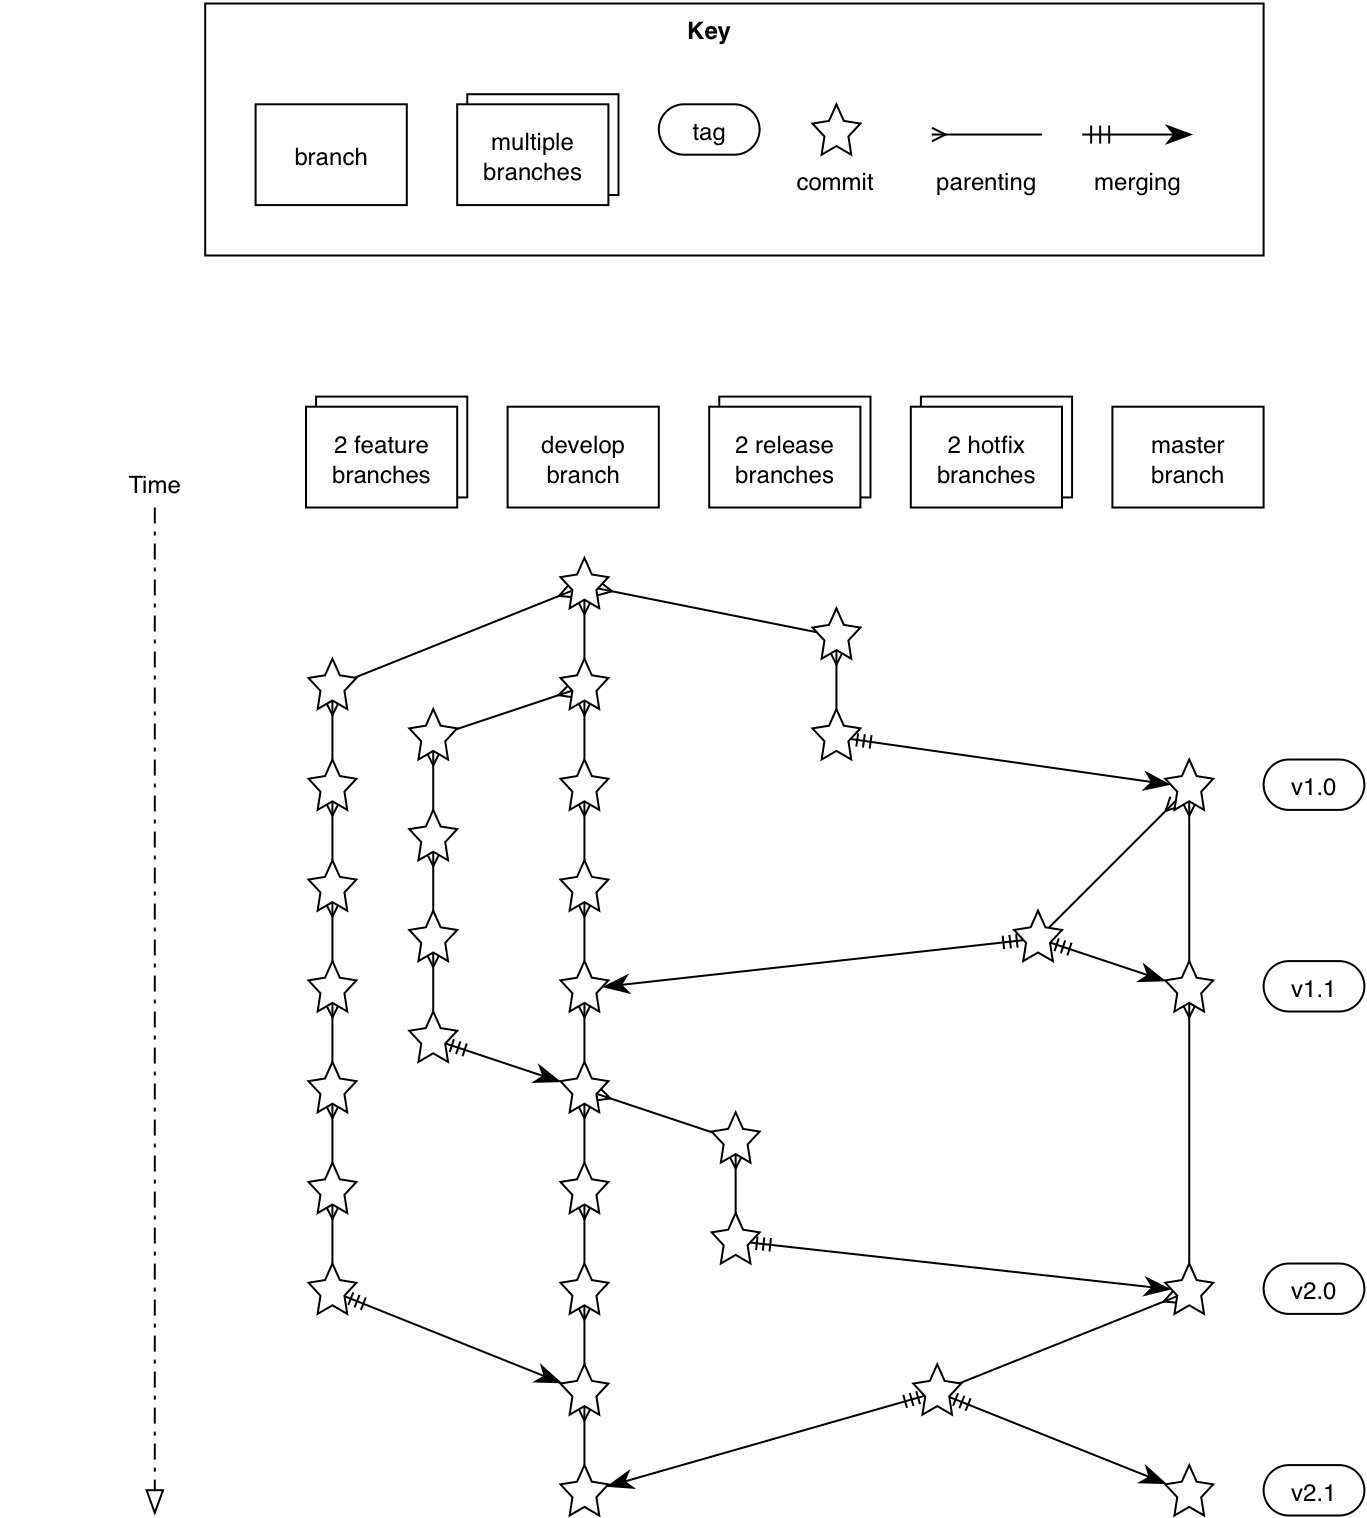 Key
branch
multiple
branches
tag
commit
parenting
merging
2 feature
branches
develop
branch
2 release
branches
2 hotfix
branches
master
branch
Time
v1.0
v1.1
v2.0
v2.1